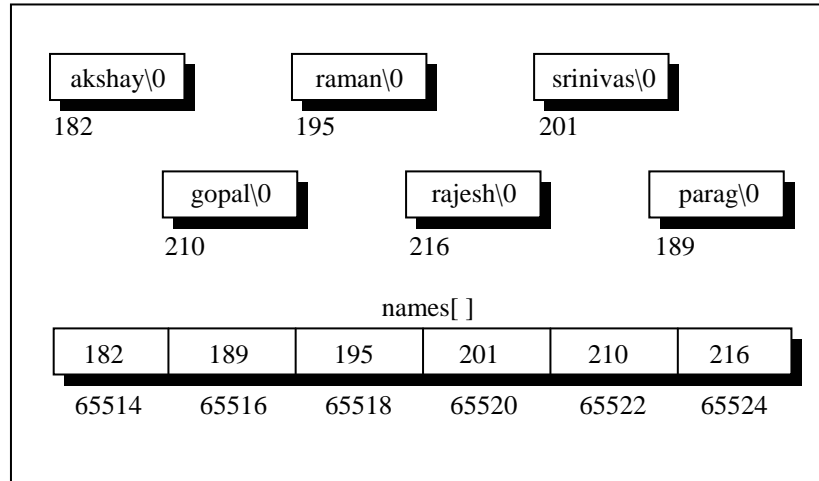 akshay\0 raman\0 srinivas\0
182 195 201
gopal\0 rajesh\0 parag\0
210 216 189
names[ ]
182 189 195 201 210 216
65514 65516 65518 65520 65522 65524